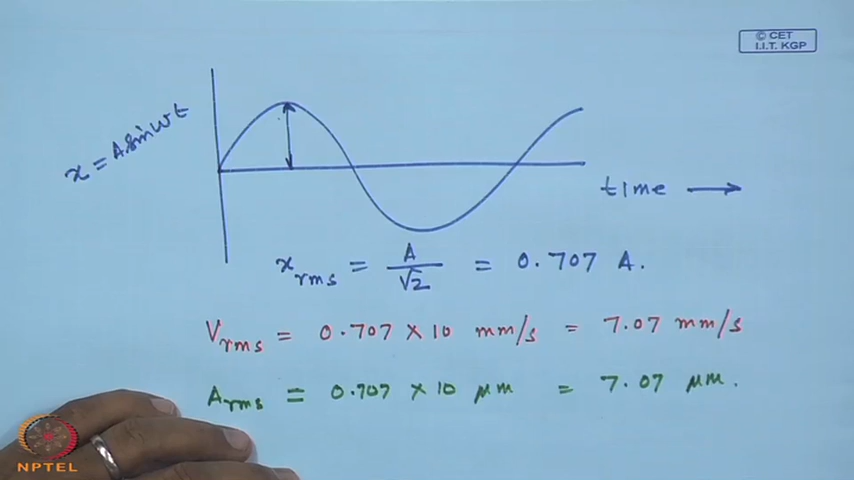 © CET
I.I.T. KGP
x = A sin ωt
time →
x_rms = A/√2 = 0.707 A.
V_rms = 0.707 × 10 mm/s = 7.07 mm/s
A_rms = 0.707 × 10 μm = 7.07 μm.
NPTEL